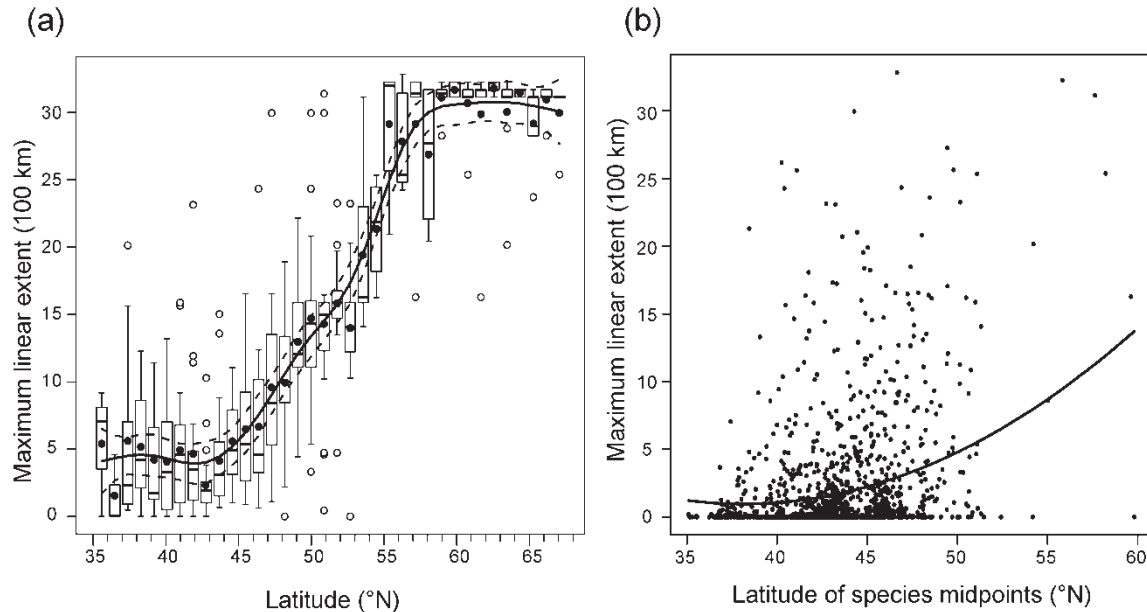 (a)
Maximum linear extent (100 km)
30
25
20
15
10
5
0
35 40 45 50 55 60 65
Latitude (°N)
(b)
Maximum linear extent (100 km)
30
25
20
15
10
5
0
35 40 45 50 55 60
Latitude of species midpoints (°N)